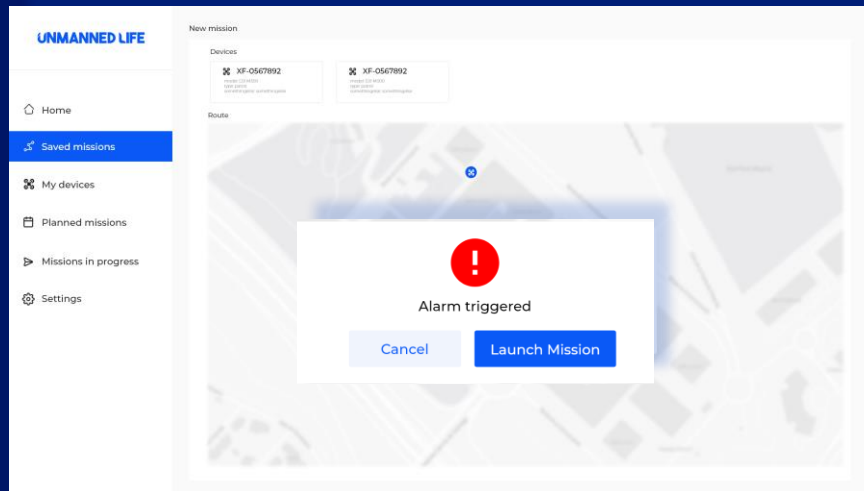 UNMANNED LIFE
Home
Saved missions
My devices
Planned missions
Missions in progress
Settings
New mission
Devices
XF-0567892
XF-0567892
Route
Alarm triggered
Cancel
Launch Mission